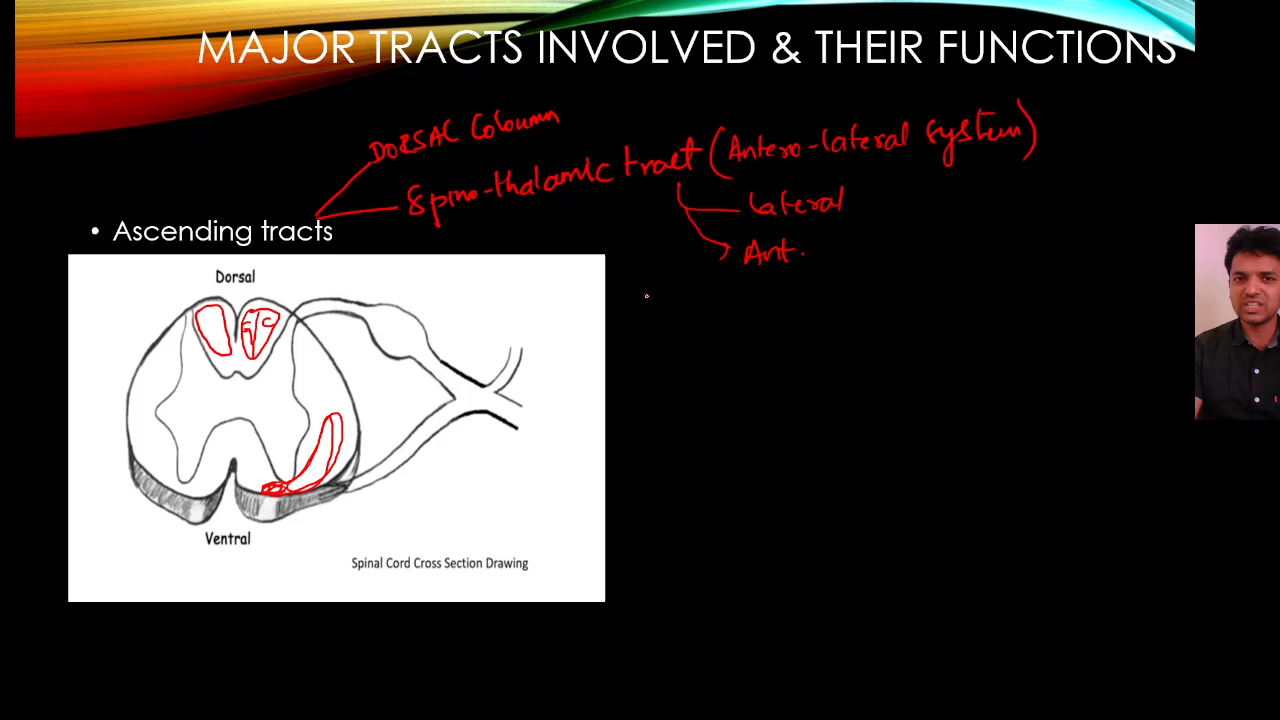 MAJOR TRACTS INVOLVED & THEIR FUNCTIONS
DORSAL Coloumn
Spino-thalamic tract (Antero-lateral system)
lateral
Ant.
• Ascending tracts
Dorsal
G C
Ventral
Spinal Cord Cross Section Drawing